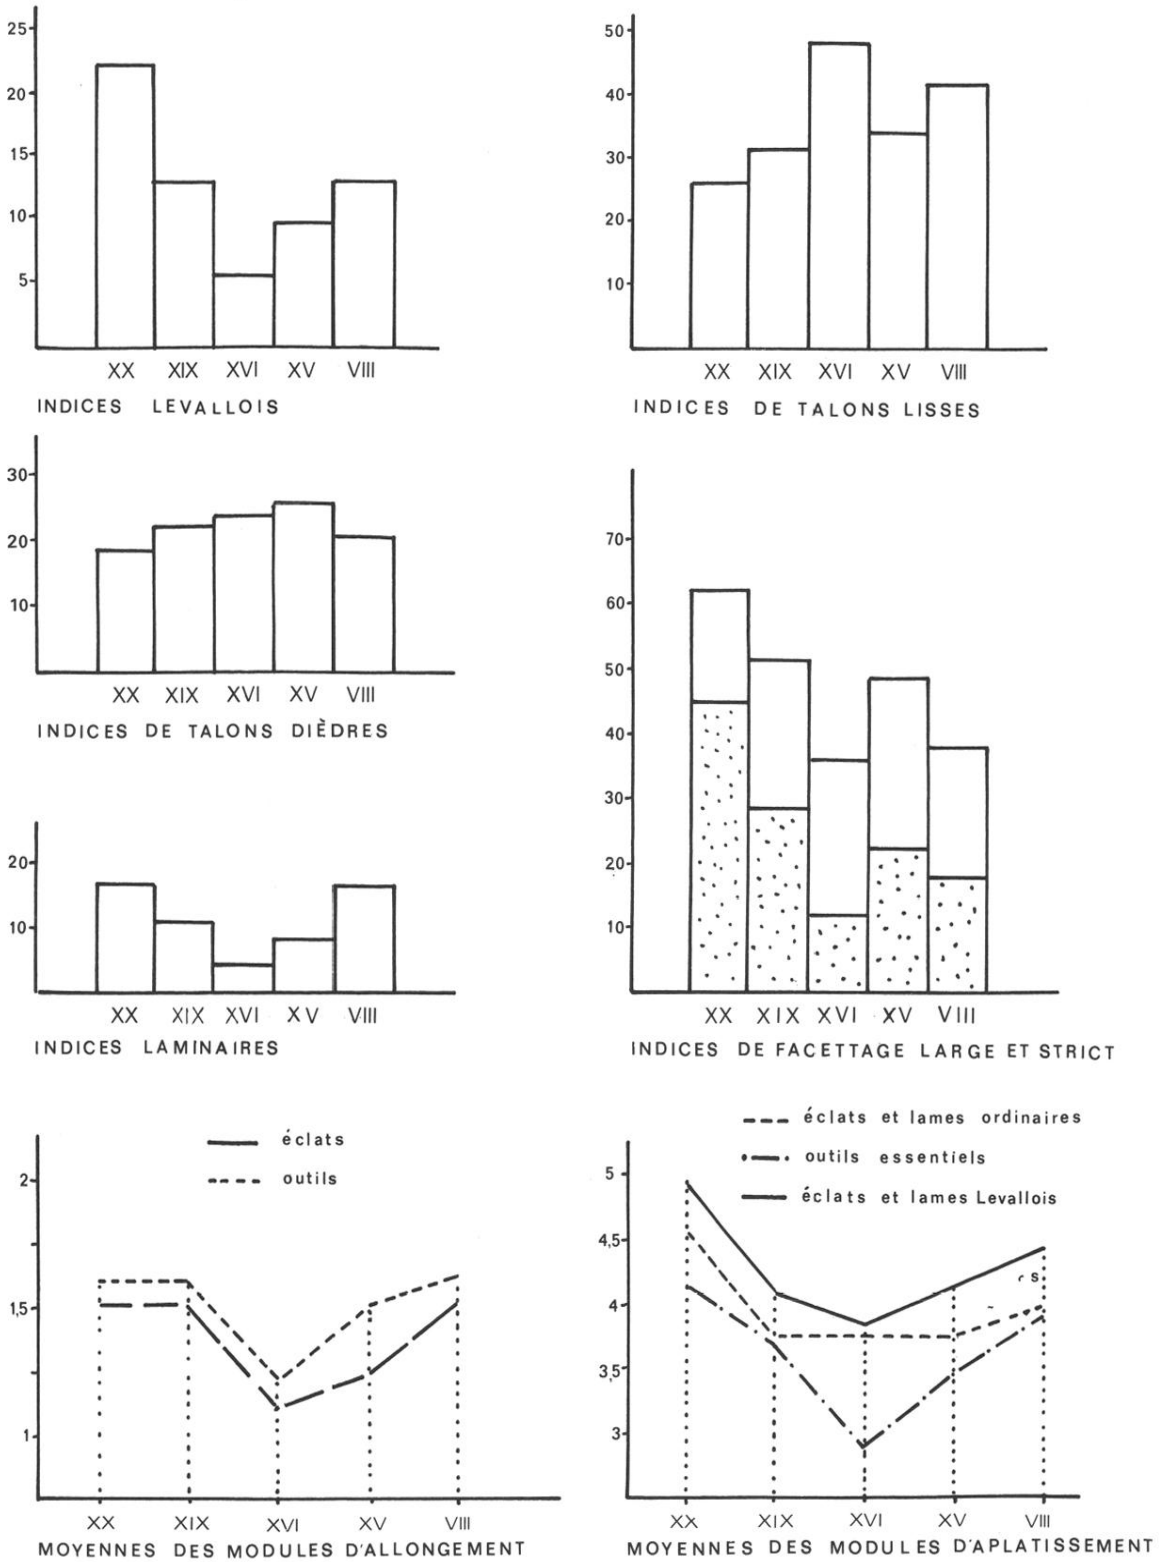 25
20
15
10
5
XX XIX XVI XV VIII
INDICES LEVALLOIS
50
40
30
20
10
XX XIX XVI XV VIII
INDICES DE TALONS LISSES
30
20
10
XX XIX XVI XV VIII
INDICES DE TALONS DIÈDRES
70
60
50
40
30
20
10
XX XIX XVI XV VIII
INDICES DE FACETTAGE LARGE ET STRICT
20
10
XX XIX XVI XV VIII
INDICES LAMINAIRES
éclats
outils
2
1,5
1
XX XIX XVI XV VIII
MOYENNES DES MODULES D'ALLONGEMENT
éclats et lames ordinaires
outils essentiels
éclats et lames Levallois
5
4,5
4
3,5
3
s
XX XIX XVI XV VIII
MOYENNES DES MODULES D'APLATISSEMENT